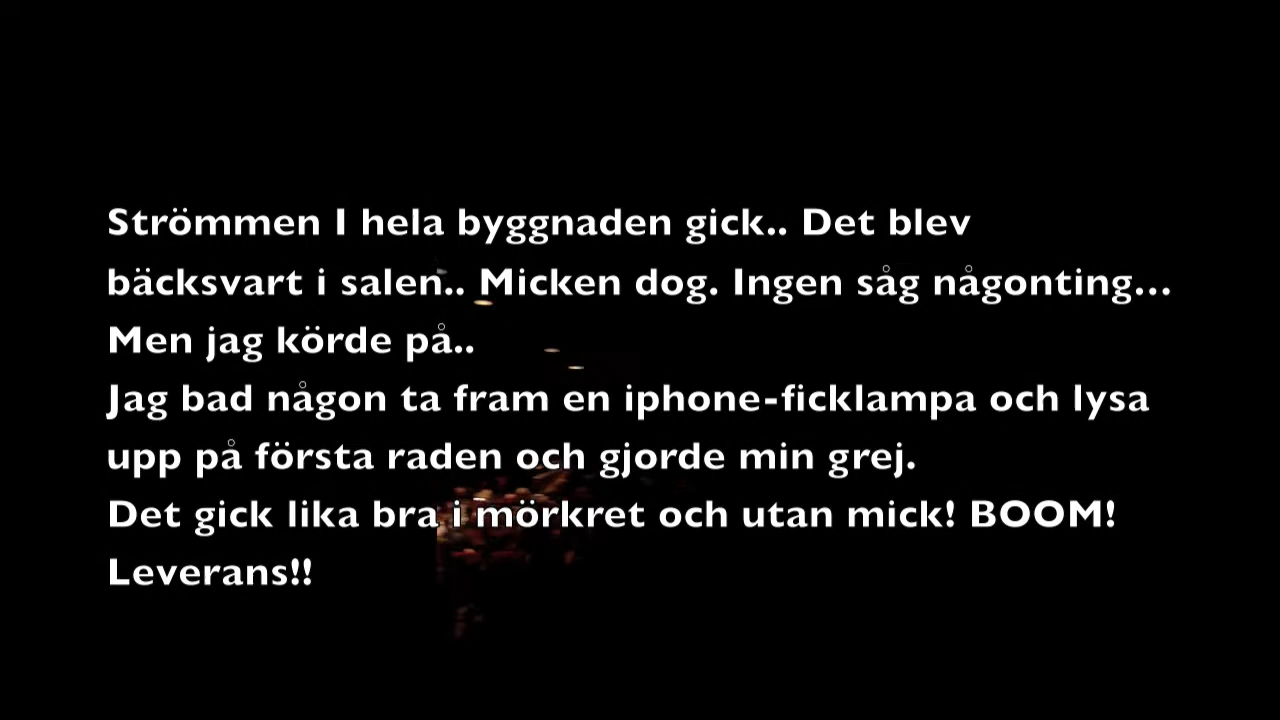 Strömmen I hela byggnaden gick.. Det blev
bäcksvart i salen.. Micken dog. Ingen såg någonting...
Men jag körde på..
Jag bad någon ta fram en iphone-ficklampa och lysa
upp på första raden och gjorde min grej.
Det gick lika bra i mörkret och utan mick! BOOM!
Leverans!!